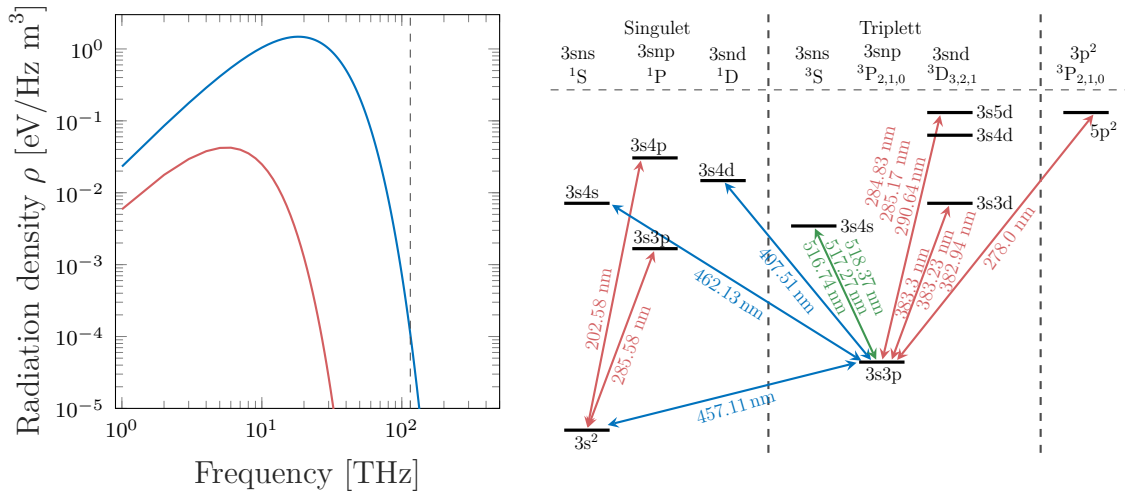 Radiation density ρ [eV/Hz m³]
10⁰
10⁻¹
10⁻²
10⁻³
10⁻⁴
10⁻⁵
10⁰
10¹
10²
Frequency [THz]
Singulet
Triplett
3sns
3snp
3snd
3sns
3snp
3snd
3p²
¹S
¹P
¹D
³S
³P₂,₁,₀
³D₃,₂,₁
³P₂,₁,₀
3s5d
5p²
3s4d
3s4p
3s4d
3s4s
3s3d
3s4s
3s3p
3s3p
3s²
202.58 nm
285.58 nm
462.13 nm
407.51 nm
457.11 nm
516.74 nm
517.27 nm
518.37 nm
284.83 nm
285.17 nm
290.64 nm
383.3 nm
383.23 nm
382.94 nm
278.0 nm